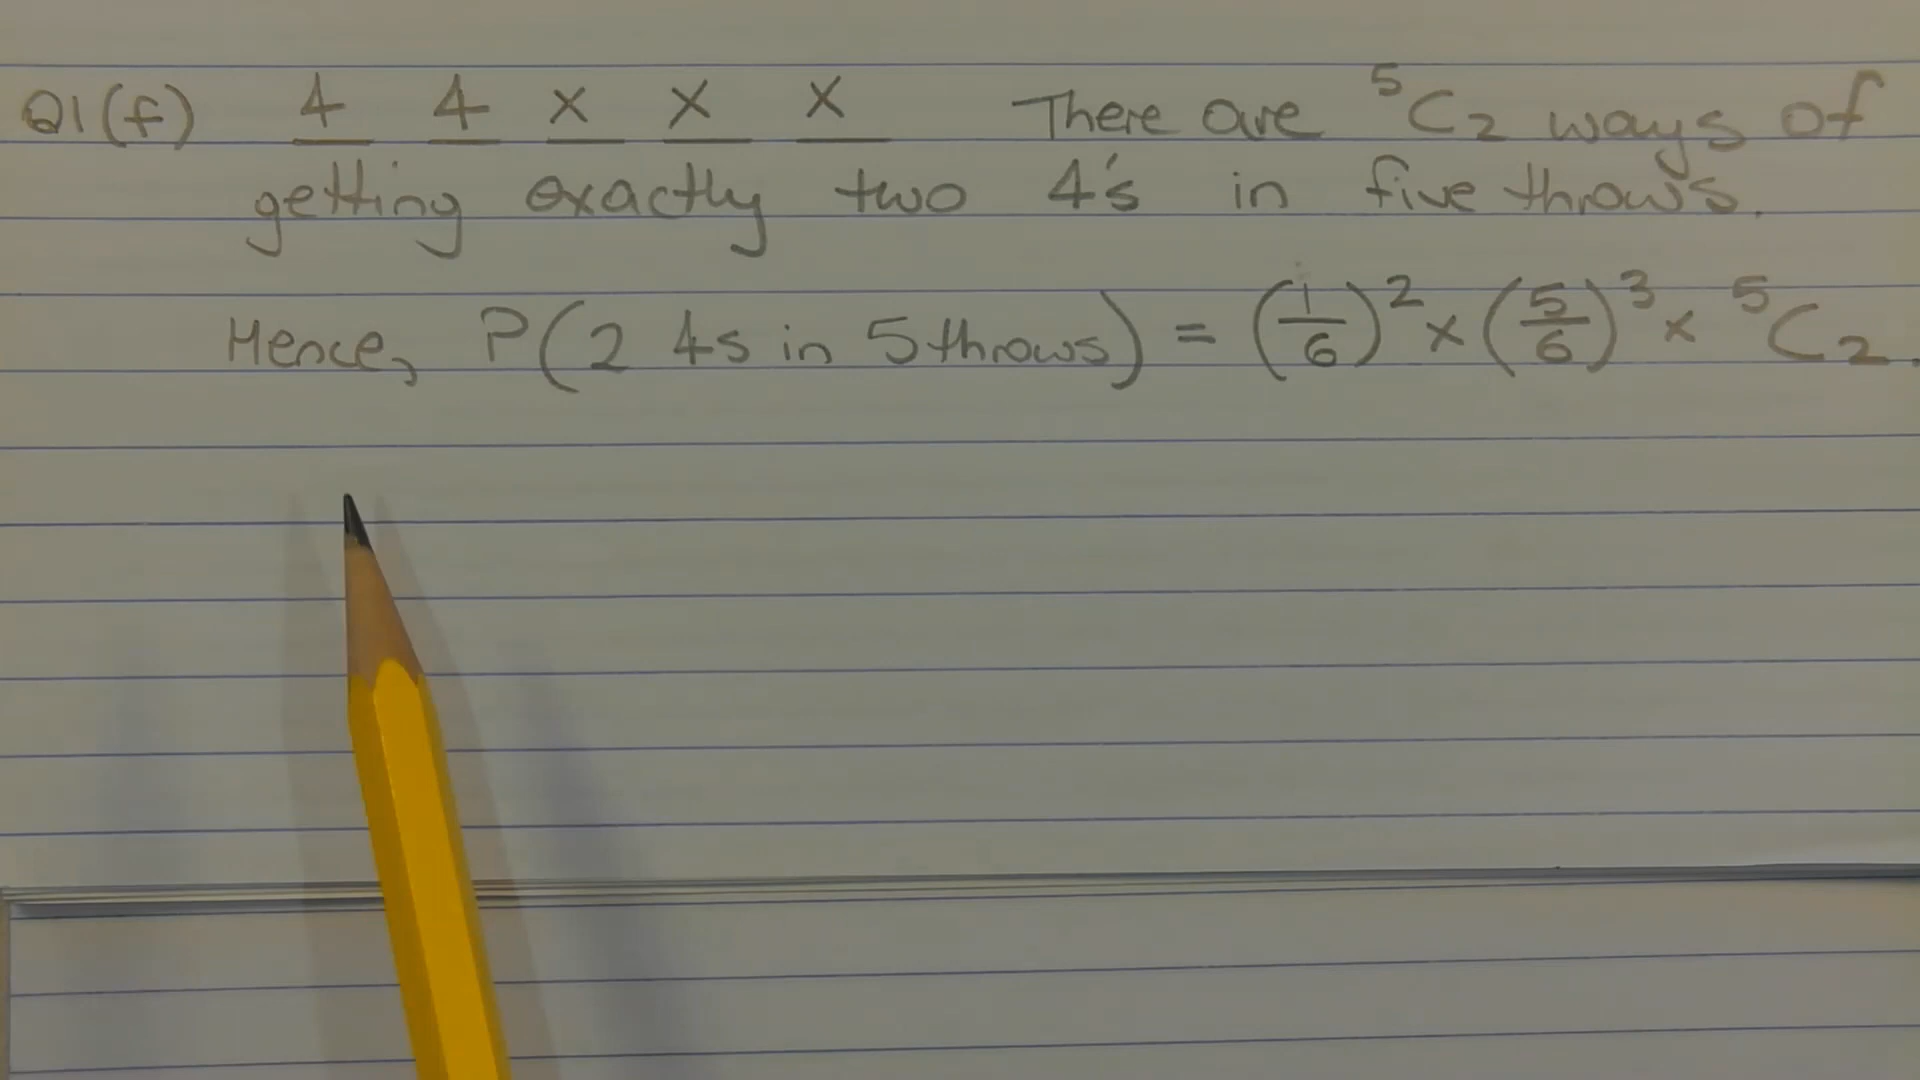 Q1(f) 4 4 x x x There are ⁵C₂ ways of
getting exactly two 4's in five throws.
Hence, P(2 4s in 5 throws) = (1/6)² x (5/6)³ x ⁵C₂.